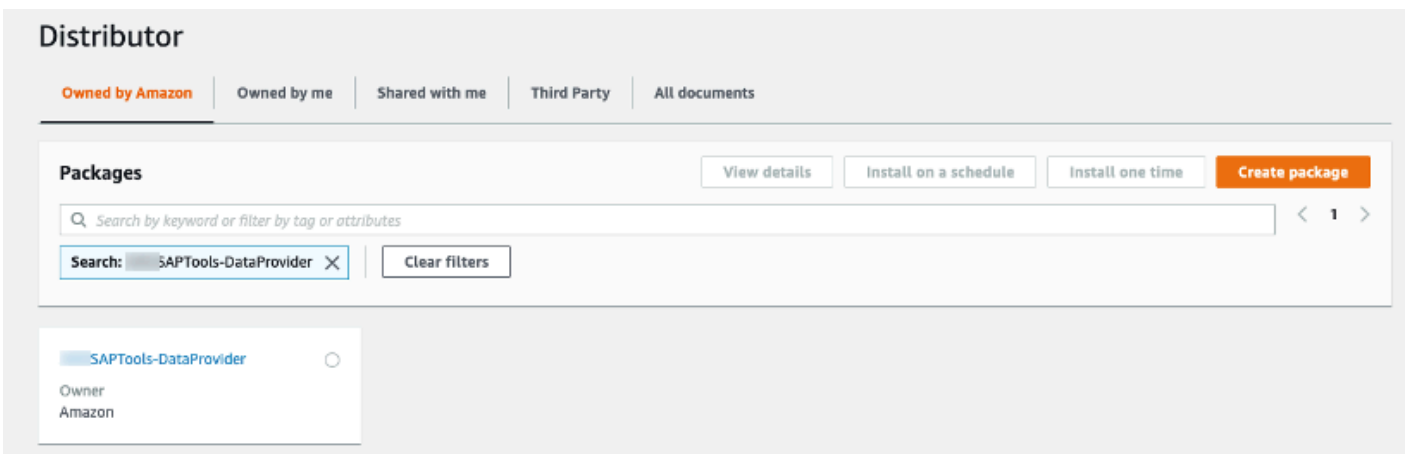 Distributor
Owned by Amazon Owned by me Shared with me Third Party All documents
Packages View details Install on a schedule Install one time Create package
Search by keyword or filter by tag or attributes 1
Search: SAPTools-DataProvider Clear filters
SAPTools-DataProvider
Owner
Amazon